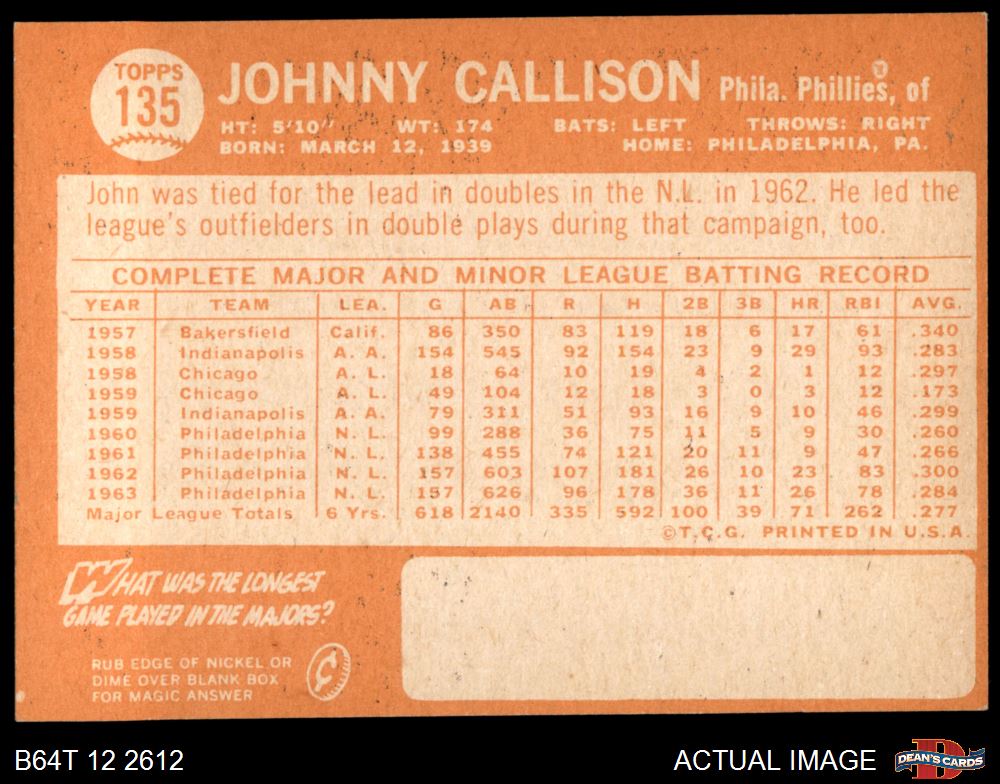 TOPPS
135
JOHNNY CALLISON Phila. Phillies, of
HT: 5'10" WT: 174 BATS: LEFT THROWS: RIGHT
BORN: MARCH 12, 1939 HOME: PHILADELPHIA, PA.
John was tied for the lead in doubles in the N.L. in 1962. He led the
league's outfielders in double plays during that campaign, too.
COMPLETE MAJOR AND MINOR LEAGUE BATTING RECORD
YEAR TEAM LEA. G AB R H 2B 3B HR RBI AVG.
1957 Bakersfield Calif. 86 350 83 119 18 6 17 61 .340
1958 Indianapolis A. A. 154 545 92 154 23 9 29 93 .283
1958 Chicago A. L. 18 64 10 19 4 2 1 12 .297
1959 Chicago A. L. 49 104 12 18 3 0 3 12 .173
1959 Indianapolis A. A. 79 311 51 93 16 9 10 46 .299
1960 Philadelphia N. L. 99 288 36 75 11 5 9 30 .260
1961 Philadelphia N. L. 138 455 74 121 20 11 9 47 .266
1962 Philadelphia N. L. 157 603 107 181 26 10 23 83 .300
1963 Philadelphia N. L. 157 626 96 178 36 11 26 78 .284
Major League Totals 6 Yrs. 618 2140 335 592 100 39 71 262 .277
©T.C.G. PRINTED IN U.S.A.
WHAT WAS THE LONGEST
GAME PLAYED IN THE MAJORS?
RUB EDGE OF NICKEL OR
DIME OVER BLANK BOX
FOR MAGIC ANSWER
B64T 12 2612 ACTUAL IMAGE DEAN'S CARDS